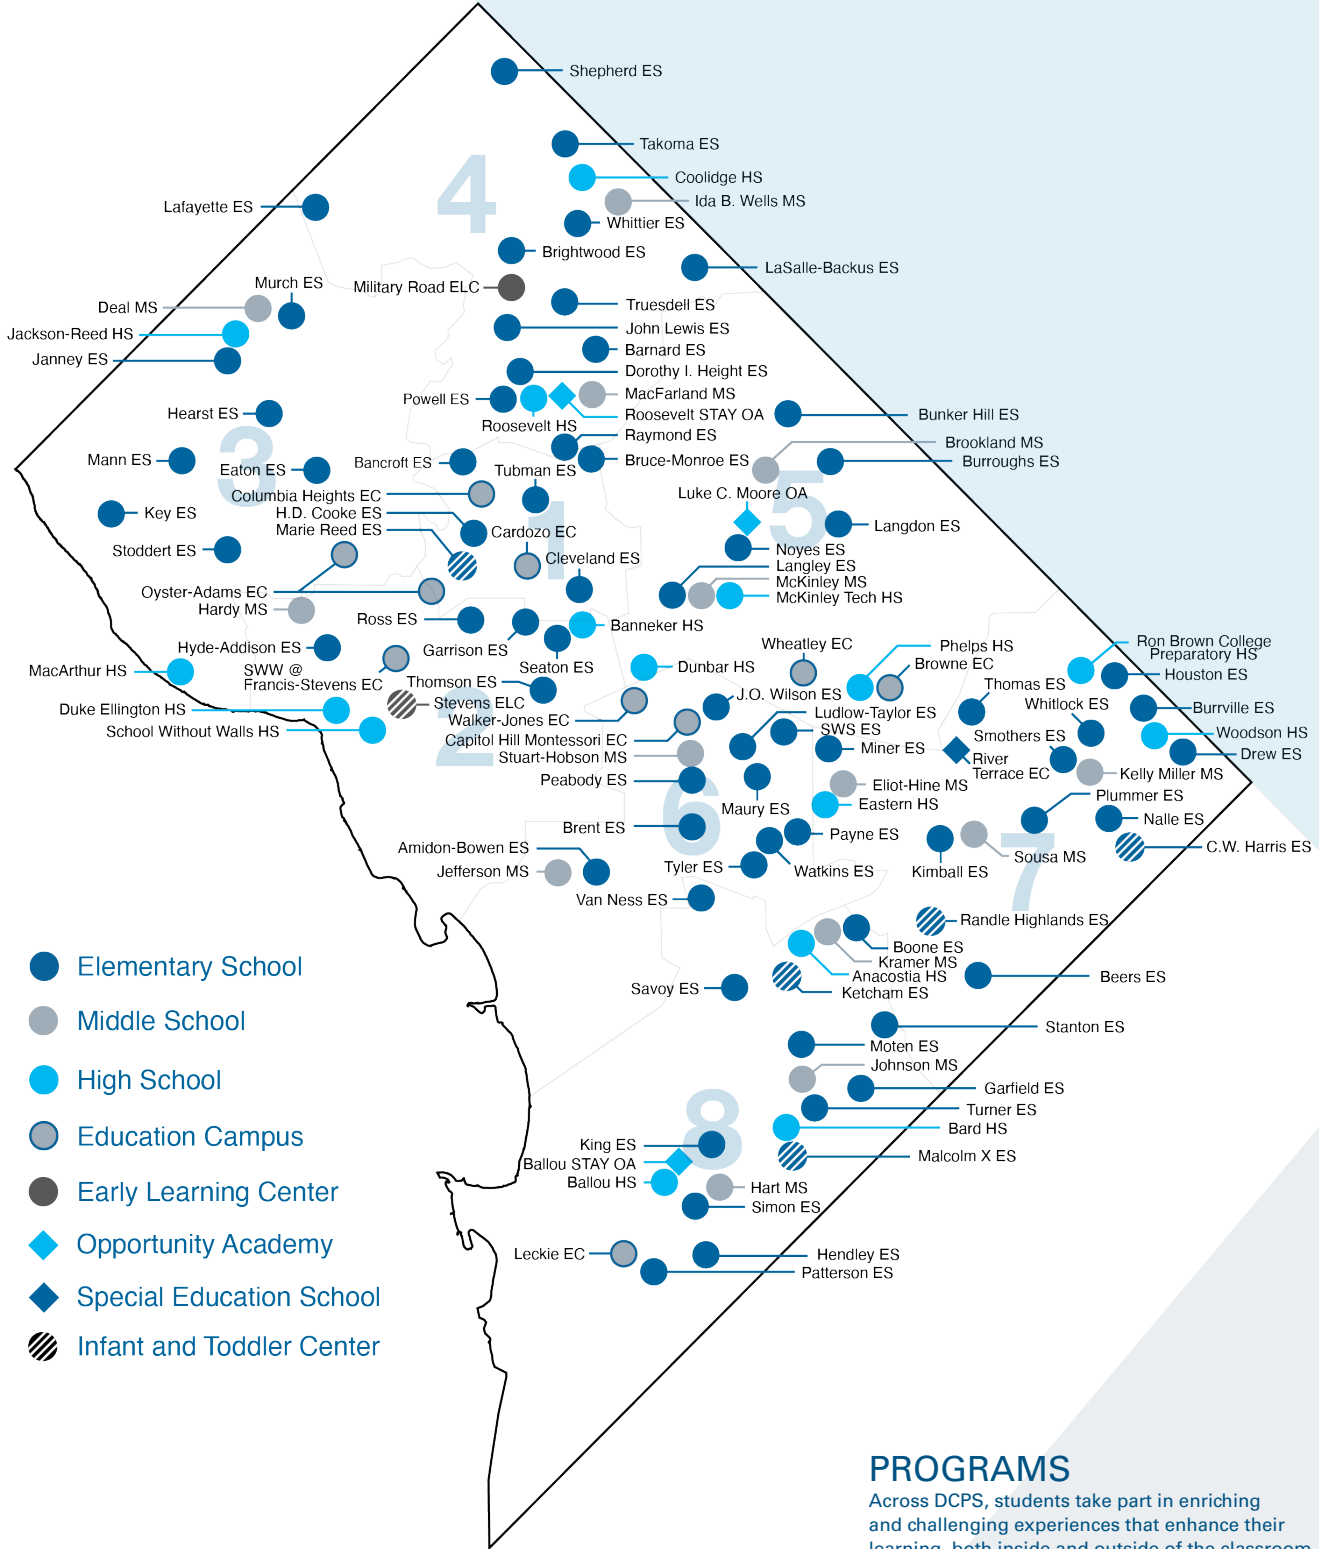 Shepherd ES
Takoma ES
4
Coolidge HS
Ida B. Wells MS
Lafayette ES
Whittier ES
Brightwood ES
LaSalle-Backus ES
Murch ES
Military Road ELC
Deal MS
Truesdell ES
Jackson-Reed HS
John Lewis ES
Barnard ES
Janney ES
Dorothy I. Height ES
Powell ES
MacFarland MS
Hearst ES
Roosevelt STAY OA
Bunker Hill ES
Roosevelt HS
Raymond ES
Brookland MS
3
Mann ES
Eaton ES
Bancroft ES
Tubman ES
Bruce-Monroe ES
Burroughs ES
Columbia Heights EC
Luke C. Moore OA
5
Key ES
H.D. Cooke ES
Marie Reed ES
1
Cardozo EC
Langdon ES
Stoddert ES
Cleveland ES
Noyes ES
Langley ES
McKinley MS
Oyster-Adams EC
McKinley Tech HS
Hardy MS
Ross ES
Banneker HS
Hyde-Addison ES
Garrison ES
Wheatley EC
Phelps HS
Ron Brown College
Preparatory HS
MacArthur HS
SWW @
Francis-Stevens EC
Seaton ES
Dunbar HS
Browne EC
Houston ES
Thomson ES
Thomas ES
Duke Ellington HS
Stevens ELC
J.O. Wilson ES
Whitlock ES
Burrville ES
2
Walker-Jones EC
Ludlow-Taylor ES
School Without Walls HS
SWS ES
Smothers ES
Woodson HS
Capitol Hill Montessori EC
Miner ES
Drew ES
Stuart-Hobson MS
River
Terrace EC
Kelly Miller MS
Peabody ES
Eliot-Hine MS
Plummer ES
6
Maury ES
Eastern HS
Nalle ES
Brent ES
Payne ES
C.W. Harris ES
Amidon-Bowen ES
Sousa MS
7
Jefferson MS
Tyler ES
Watkins ES
Kimball ES
Van Ness ES
Randle Highlands ES
Boone ES
Kramer MS
Anacostia HS
Beers ES
Savoy ES
Ketcham ES
Stanton ES
Moten ES
Johnson MS
Garfield ES
8
Turner ES
Bard HS
King ES
Malcolm X ES
Ballou STAY OA
Ballou HS
Hart MS
Simon ES
Leckie EC
Hendley ES
Patterson ES
Elementary School
Middle School
High School
Education Campus
Early Learning Center
Opportunity Academy
Special Education School
Infant and Toddler Center
PROGRAMS
Across DCPS, students take part in enriching
and challenging experiences that enhance their
learning, both inside and outside of the classroom